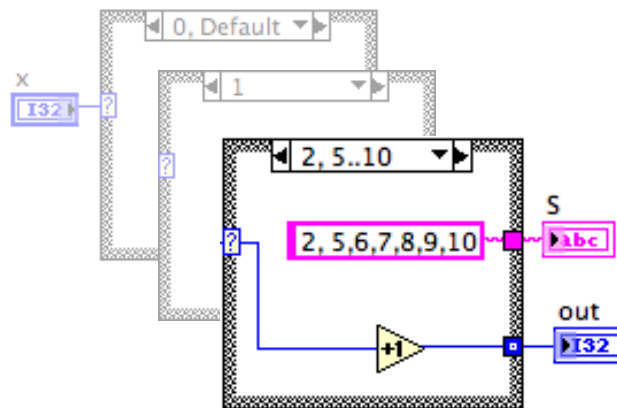 0, Default
x
I32
?
1
?
2, 5..10
?
2, 5,6,7,8,9,10
S
abc
+1
out
I32